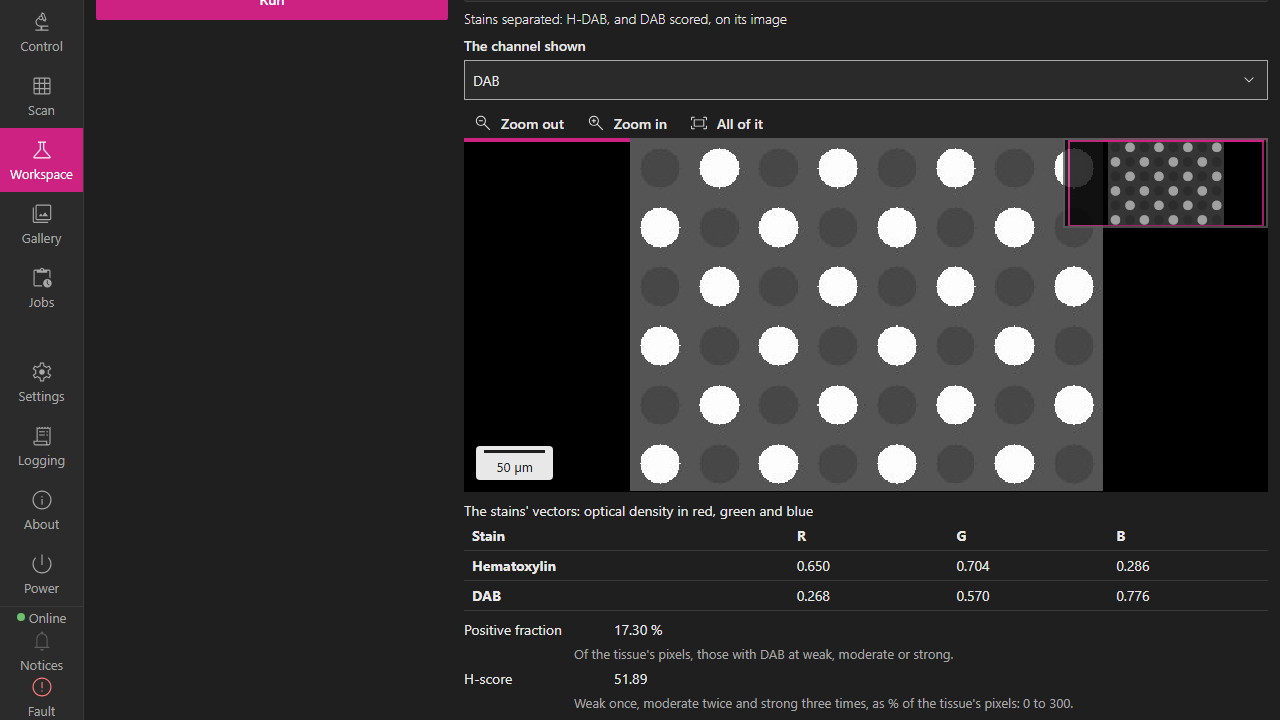 Run
Control
Scan
Workspace
Gallery
Jobs
Settings
Logging
About
Power
Online
Notices
Fault
Stains separated: H-DAB, and DAB scored, on its image
The channel shown
DAB
Zoom out
Zoom in
All of it
50 µm
The stains' vectors: optical density in red, green and blue
Stain R G B
Hematoxylin 0.650 0.704 0.286
DAB 0.268 0.570 0.776
Positive fraction 17.30 %
Of the tissue's pixels, those with DAB at weak, moderate or strong.
H-score 51.89
Weak once, moderate twice and strong three times, as % of the tissue's pixels: 0 to 300.